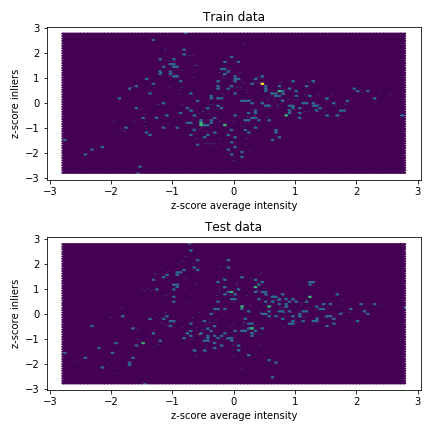 Train data
3
2
1
0
−1
−2
−3
z-score inliers
−3 −2 −1 0 1 2 3
z-score average intensity
Test data
3
2
1
0
−1
−2
−3
z-score inliers
−3 −2 −1 0 1 2 3
z-score average intensity